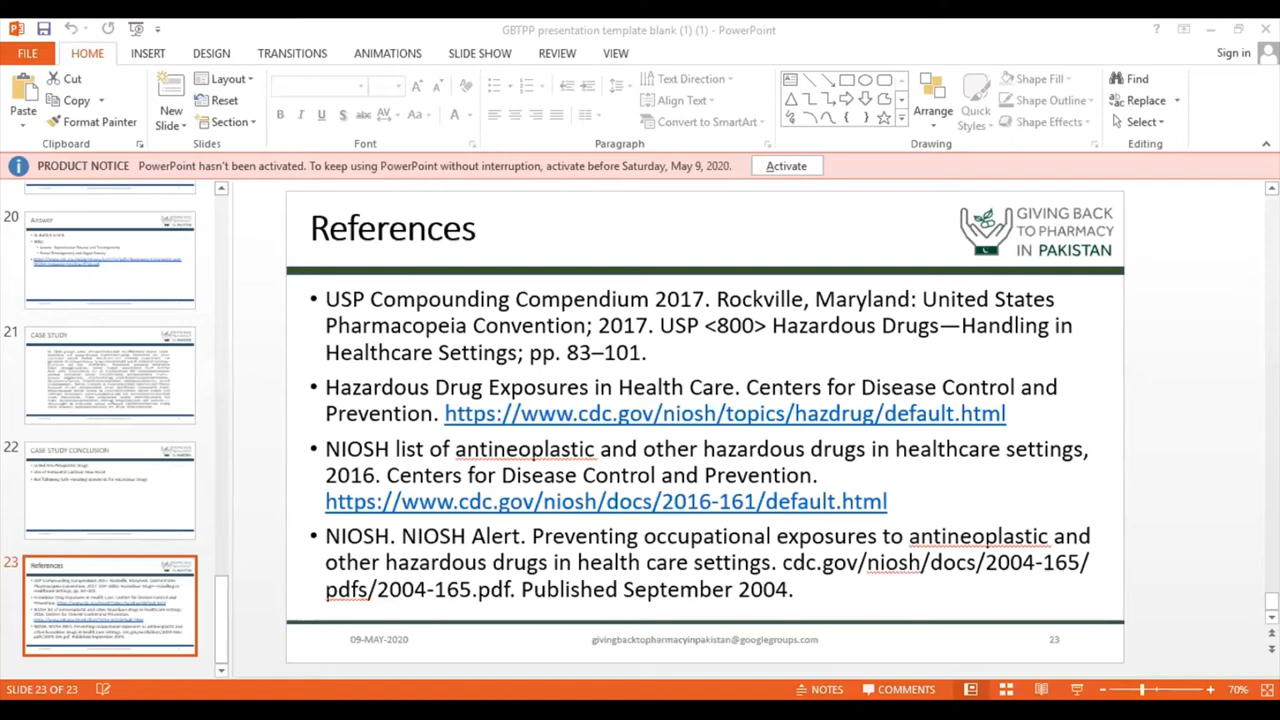 GBTPP presentation template blank (1) (1) - PowerPoint
FILE HOME INSERT DESIGN TRANSITIONS ANIMATIONS SLIDE SHOW REVIEW VIEW Sign in
Paste Cut Copy Format Painter Clipboard
New Slide Layout Reset Section Slides
Font
Text Direction Align Text Convert to SmartArt Paragraph
Arrange Quick Styles Shape Fill Shape Outline Shape Effects Drawing
Find Replace Select Editing
PRODUCT NOTICE PowerPoint hasn't been activated. To keep using PowerPoint without interruption, activate before Saturday, May 9, 2020. Activate
20
Answer
21
CASE STUDY
22
CASE STUDY CONCLUSION
23
References
References
GIVING BACK
TO PHARMACY
IN PAKISTAN
• USP Compounding Compendium 2017. Rockville, Maryland: United States
Pharmacopeia Convention; 2017. USP <800> Hazardous Drugs—Handling in
Healthcare Settings; pp. 83–101.
• Hazardous Drug Exposures in Health Care. Centers for Disease Control and
Prevention. https://www.cdc.gov/niosh/topics/hazdrug/default.html
• NIOSH list of antineoplastic and other hazardous drugs in healthcare settings,
2016. Centers for Disease Control and Prevention.
https://www.cdc.gov/niosh/docs/2016-161/default.html
• NIOSH. NIOSH Alert. Preventing occupational exposures to antineoplastic and
other hazardous drugs in health care settings. cdc.gov/niosh/docs/2004-165/
pdfs/2004-165.pdf. Published September 2004.
09-MAY-2020 givingbacktopharmacyinpakistan@googlegroups.com 23
SLIDE 23 OF 23 NOTES COMMENTS 70%